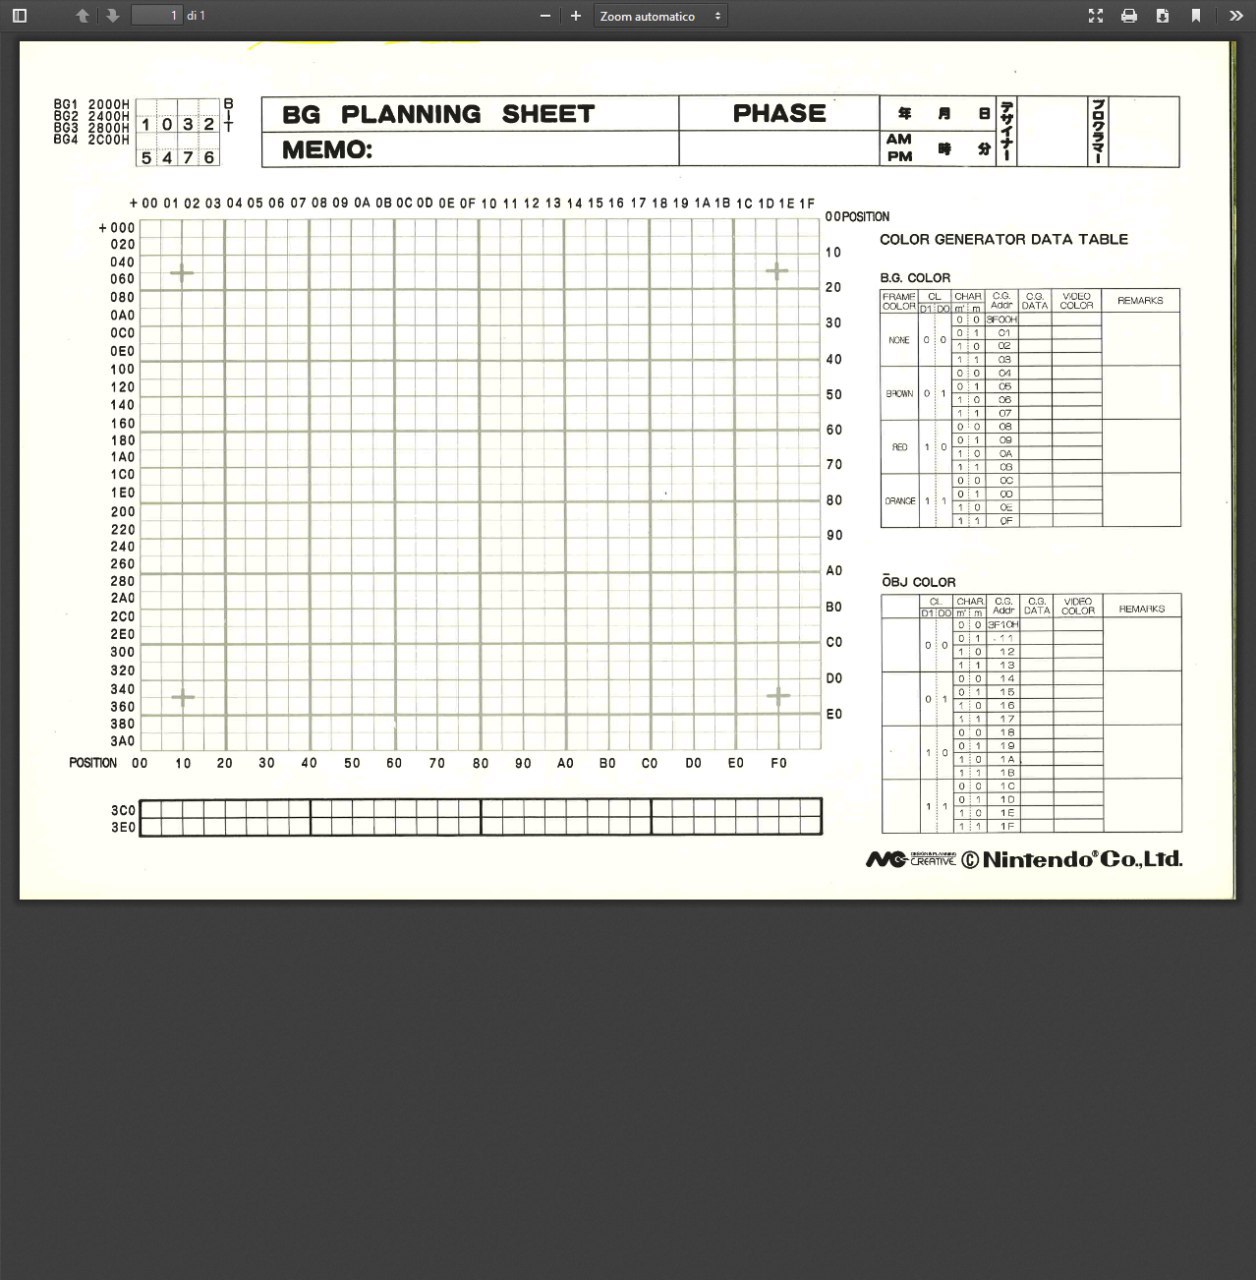 1 di 1
Zoom automatico
BG1 2000H
BG2 2400H
BG3 2800H
BG4 2C00H
1 0 3 2
5 4 7 6
BIT
BG PLANNING SHEET
PHASE
年 月 日
デザイナー
プログラマー
MEMO:
AM
PM
時 分
+00 01 02 03 04 05 06 07 08 09 0A 0B 0C 0D 0E 0F 10 11 12 13 14 15 16 17 18 19 1A 1B 1C 1D 1E 1F
+000
020
040
060
080
0A0
0C0
0E0
100
120
140
160
180
1A0
1C0
1E0
200
220
240
260
280
2A0
2C0
2E0
300
320
340
360
380
3A0
00 POSITION
10
20
30
40
50
60
70
80
90
A0
B0
C0
D0
E0
POSITION 00 10 20 30 40 50 60 70 80 90 A0 B0 C0 D0 E0 F0
3C0
3E0
COLOR GENERATOR DATA TABLE
B.G. COLOR
FRAME COLOR CL CHAR C.G. Addr C.G. DATA VIDEO COLOR REMARKS
D1 D0 m' m
NONE 0 0
0 0 3F00H
0 1 01
1 0 02
1 1 03
BROWN 0 1
0 0 04
0 1 05
1 0 06
1 1 07
RED 1 0
0 0 08
0 1 09
1 0 0A
1 1 0B
ORANGE 1 1
0 0 0C
0 1 0D
1 0 0E
1 1 0F
OBJ COLOR
CL CHAR C.G. Addr C.G. DATA VIDEO COLOR REMARKS
D1 D0 m' m
0 0
0 0 3F10H
0 1 11
1 0 12
1 1 13
0 1
0 0 14
0 1 15
1 0 16
1 1 17
1 0
0 0 18
0 1 19
1 0 1A
1 1 1B
1 1
0 0 1C
0 1 1D
1 0 1E
1 1 1F
DESIGN & PLANNING
CREATIVE
© Nintendo® Co.,Ltd.